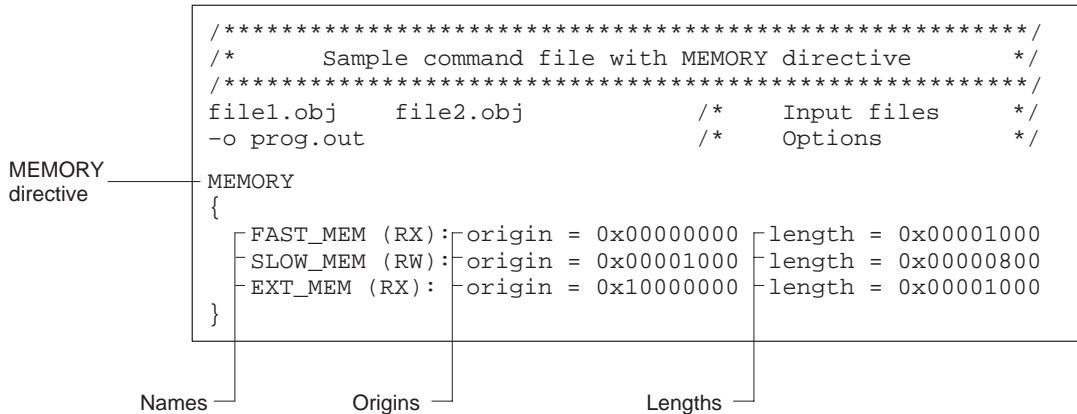 /********************************************************/
/*      Sample command file with MEMORY directive       */
/********************************************************/
file1.obj    file2.obj            /*    Input files    */
−o prog.out                       /*    Options        */
MEMORY
directive
MEMORY
{
FAST_MEM (RX): origin = 0x00000000 length = 0x00001000
SLOW_MEM (RW): origin = 0x00001000 length = 0x00000800
EXT_MEM (RX): origin = 0x10000000 length = 0x00001000
}
Names Origins Lengths